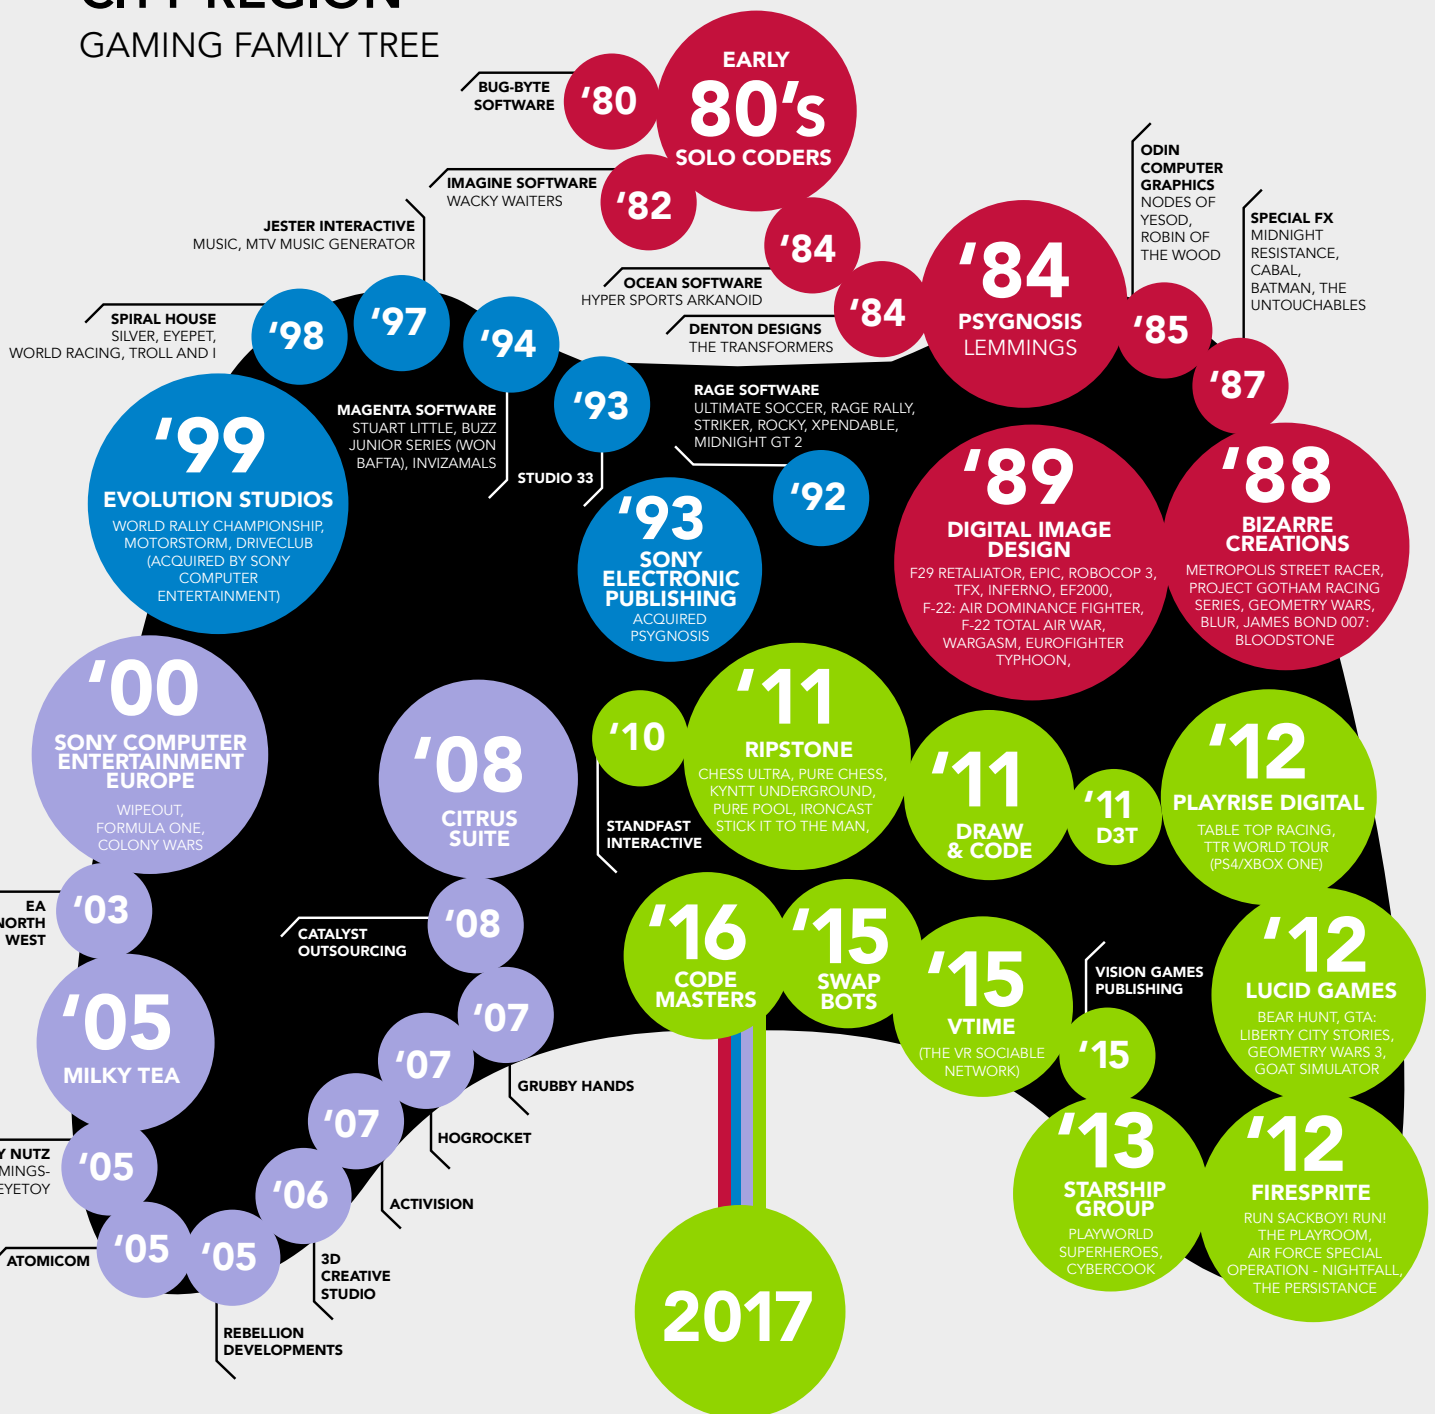 CITY REGION
GAMING FAMILY TREE
EARLY
80's
SOLO CODERS
'80
BUG-BYTE
SOFTWARE
'82
IMAGINE SOFTWARE
WACKY WAITERS
'84
OCEAN SOFTWARE
HYPER SPORTS ARKANOID
'84
DENTON DESIGNS
THE TRANSFORMERS
'84
PSYGNOSIS
LEMMINGS
'85
ODIN
COMPUTER
GRAPHICS
NODES OF
YESOD,
ROBIN OF
THE WOOD
'87
SPECIAL FX
MIDNIGHT
RESISTANCE,
CABAL,
BATMAN, THE
UNTOUCHABLES
'88
BIZARRE
CREATIONS
METROPOLIS STREET RACER,
PROJECT GOTHAM RACING
SERIES, GEOMETRY WARS,
BLUR, JAMES BOND 007:
BLOODSTONE
'89
DIGITAL IMAGE
DESIGN
F29 RETALIATOR, EPIC, ROBOCOP 3,
TFX, INFERNO, EF2000,
F-22: AIR DOMINANCE FIGHTER,
F-22 TOTAL AIR WAR,
WARGASM, EUROFIGHTER
TYPHOON,
RAGE SOFTWARE
ULTIMATE SOCCER, RAGE RALLY,
STRIKER, ROCKY, XPENDABLE,
MIDNIGHT GT 2
'92
'93
SONY
ELECTRONIC
PUBLISHING
ACQUIRED
PSYGNOSIS
'93
STUDIO 33
'94
MAGENTA SOFTWARE
STUART LITTLE, BUZZ
JUNIOR SERIES (WON
BAFTA), INVIZAMALS
'97
JESTER INTERACTIVE
MUSIC, MTV MUSIC GENERATOR
'98
SPIRAL HOUSE
SILVER, EYEPET,
WORLD RACING, TROLL AND I
'99
EVOLUTION STUDIOS
WORLD RALLY CHAMPIONSHIP,
MOTORSTORM, DRIVECLUB
(ACQUIRED BY SONY
COMPUTER
ENTERTAINMENT)
'00
SONY COMPUTER
ENTERTAINMENT
EUROPE
WIPEOUT,
FORMULA ONE,
COLONY WARS
'03
EA
NORTH
WEST
'05
MILKY TEA
'05
Y NUTZ
MINGS-
EYETOY
'05
ATOMICOM
'05
REBELLION
DEVELOPMENTS
'06
3D
CREATIVE
STUDIO
'07
ACTIVISION
'07
HOGROCKET
'07
GRUBBY HANDS
'08
CATALYST
OUTSOURCING
'08
CITRUS
SUITE
'10
STANDFAST
INTERACTIVE
'11
RIPSTONE
CHESS ULTRA, PURE CHESS,
KYNTT UNDERGROUND,
PURE POOL, IRONCAST
STICK IT TO THE MAN,
'11
DRAW
& CODE
'11
D3T
'12
PLAYRISE DIGITAL
TABLE TOP RACING,
TTR WORLD TOUR
(PS4/XBOX ONE)
'12
LUCID GAMES
BEAR HUNT, GTA:
LIBERTY CITY STORIES,
GEOMETRY WARS 3,
GOAT SIMULATOR
'12
FIRESPRITE
RUN SACKBOY! RUN!
THE PLAYROOM,
AIR FORCE SPECIAL
OPERATION - NIGHTFALL,
THE PERSISTANCE
'13
STARSHIP
GROUP
PLAYWORLD
SUPERHEROES,
CYBERCOOK
'15
VISION GAMES
PUBLISHING
'15
VTIME
(THE VR SOCIABLE
NETWORK)
'15
SWAP
BOTS
'16
CODE
MASTERS
2017